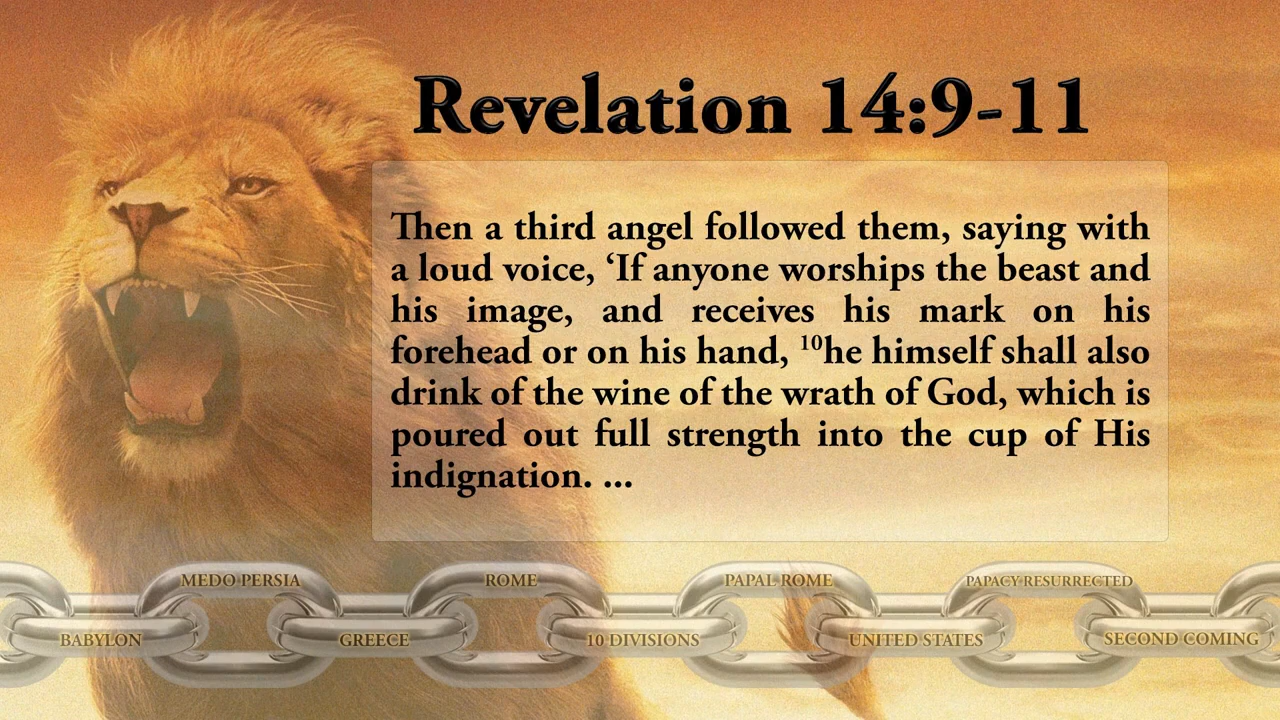 Revelation 14:9-11
Then a third angel followed them, saying with
a loud voice, ‘If anyone worships the beast and
his image, and receives his mark on his
forehead or on his hand, ¹⁰he himself shall also
drink of the wine of the wrath of God, which is
poured out full strength into the cup of His
indignation. ...
MEDO PERSIA ROME PAPAL ROME PAPACY RESURRECTED
BABYLON GREECE 10 DIVISIONS UNITED STATES SECOND COMING